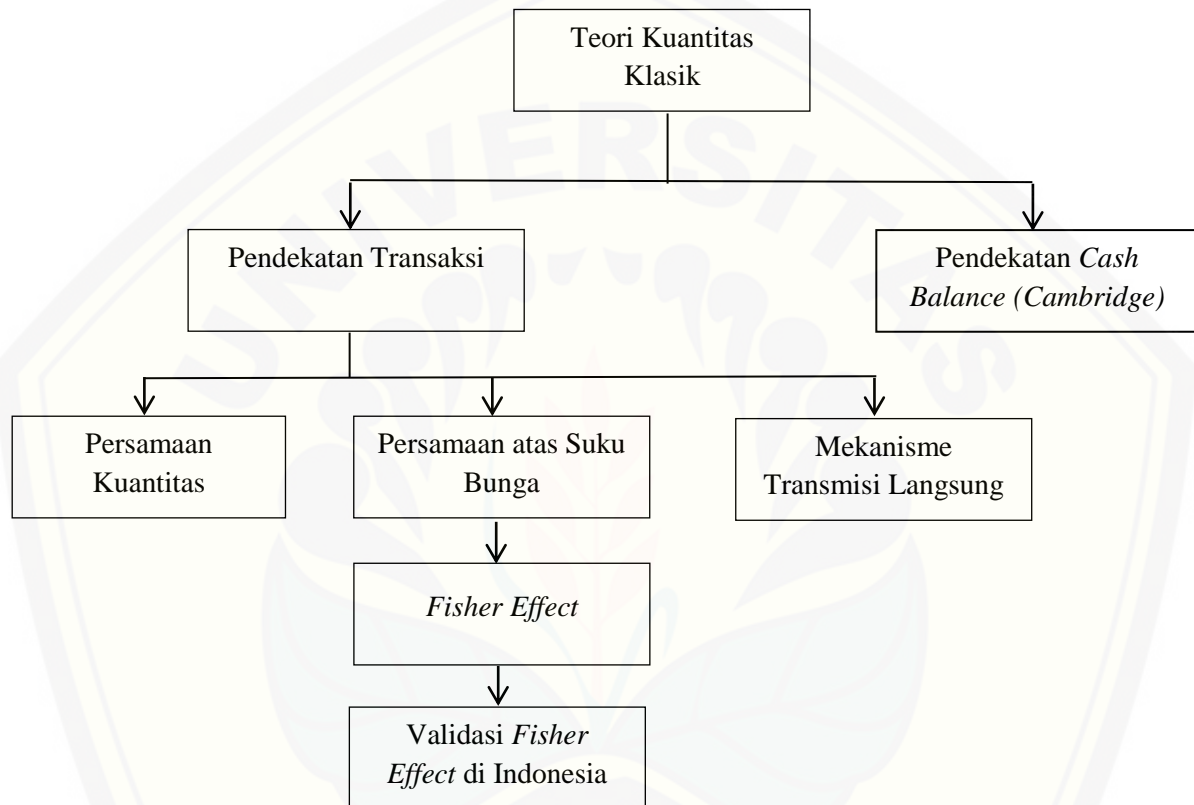 UNIVERSITAS
Teori Kuantitas
Klasik
Pendekatan Transaksi
Pendekatan Cash
Balance (Cambridge)
Persamaan
Kuantitas
Persamaan atas Suku
Bunga
Mekanisme
Transmisi Langsung
Fisher Effect
Validasi Fisher
Effect di Indonesia